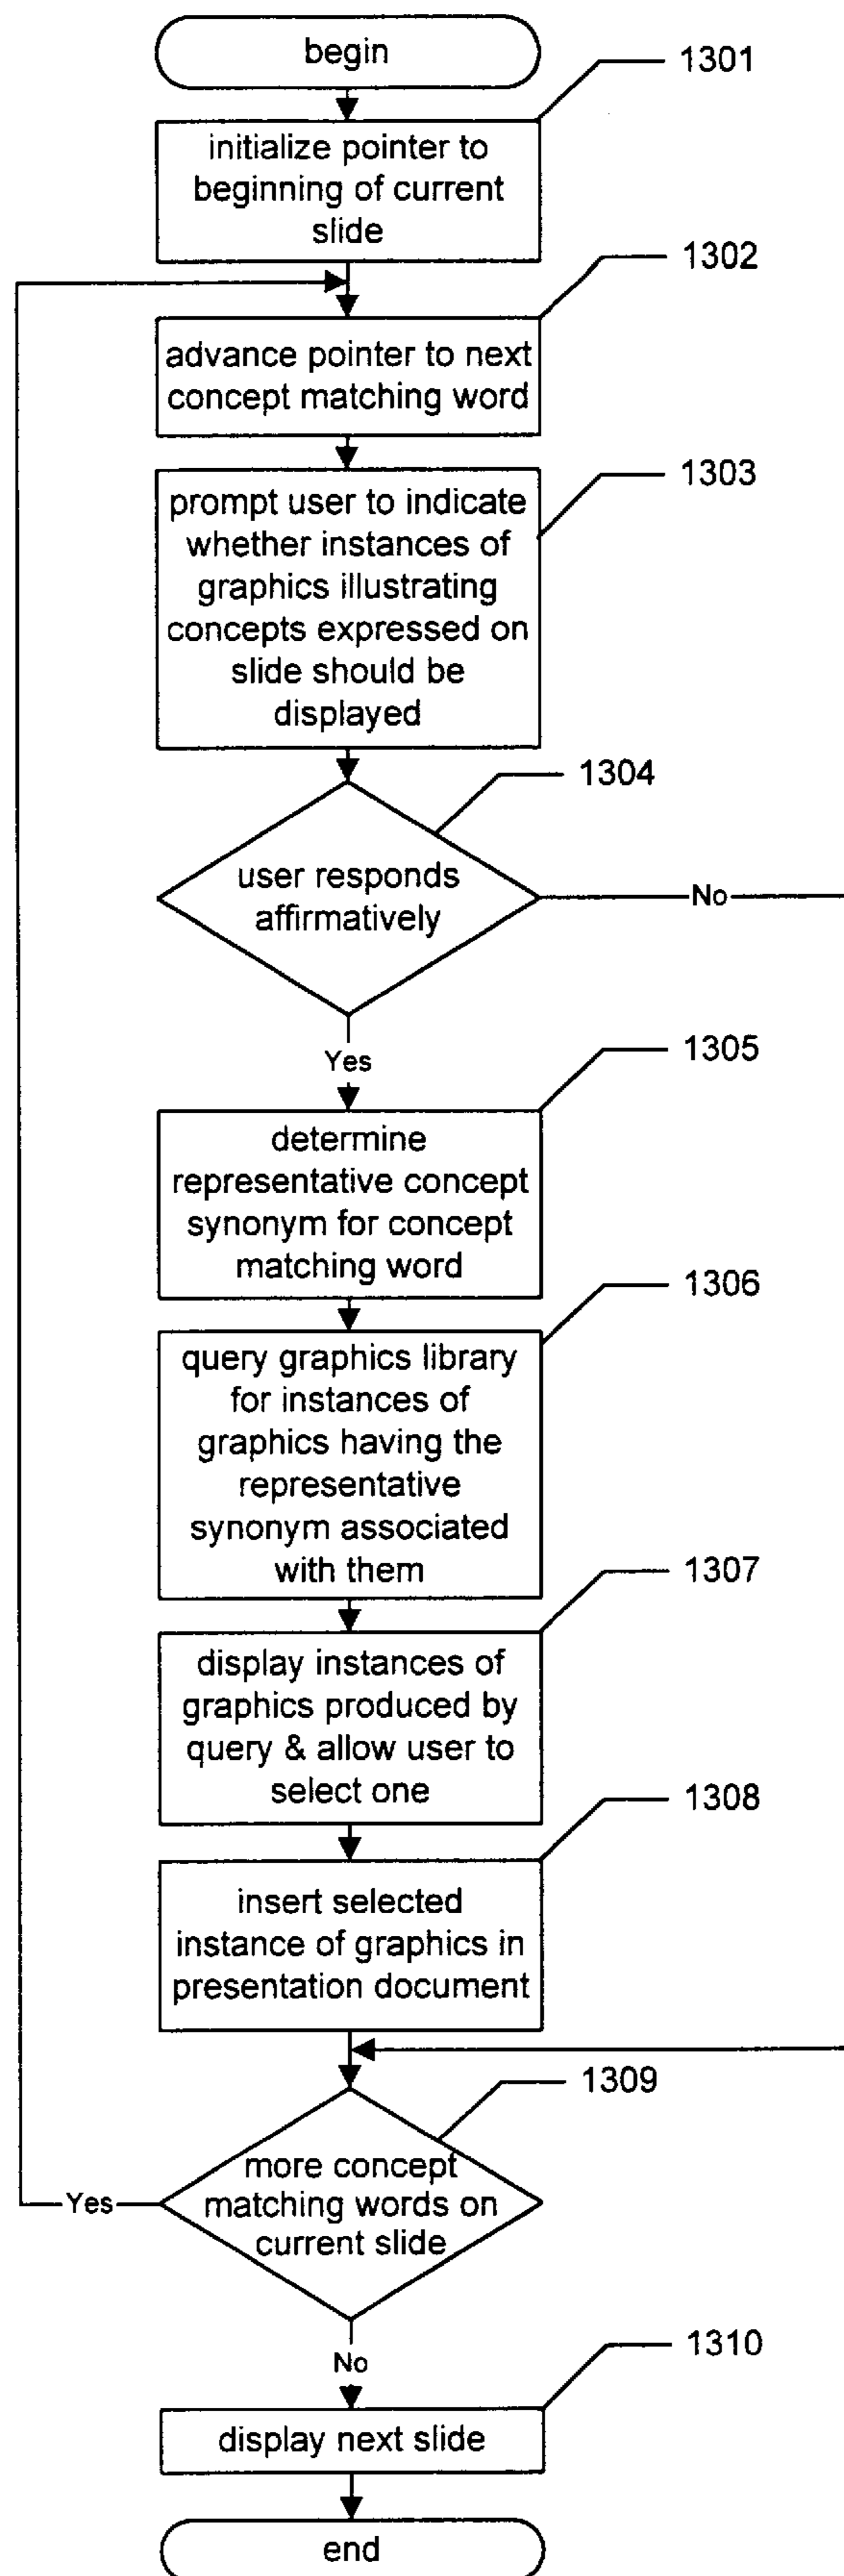 begin
1301
initialize pointer to
beginning of current
slide
1302
advance pointer to next
concept matching word
1303
prompt user to indicate
whether instances of
graphics illustrating
concepts expressed on
slide should be
displayed
1304
user responds
affirmatively
No
Yes
1305
determine
representative concept
synonym for concept
matching word
1306
query graphics library
for instances of
graphics having the
representative
synonym associated
with them
1307
display instances of
graphics produced by
query & allow user to
select one
1308
insert selected
instance of graphics in
presentation document
1309
more concept
matching words on
current slide
Yes
No
1310
display next slide
end